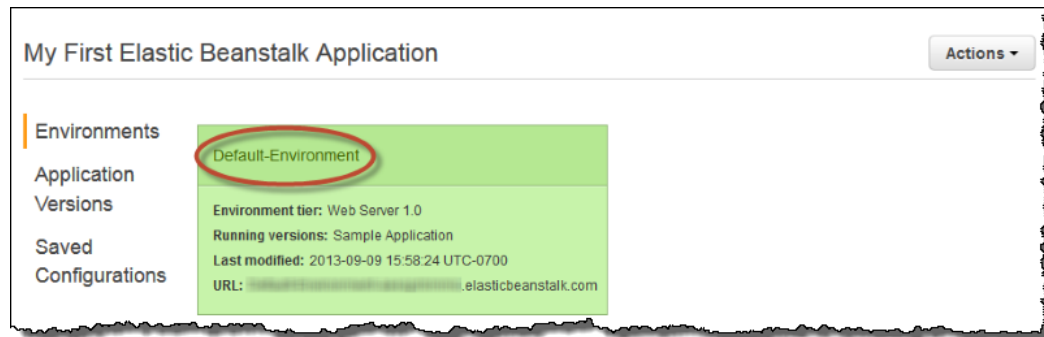 My First Elastic Beanstalk Application
Actions
Environments
Application
Versions
Saved
Configurations
Default-Environment
Environment tier: Web Server 1.0
Running versions: Sample Application
Last modified: 2013-09-09 15:58:24 UTC-0700
URL: .elasticbeanstalk.com